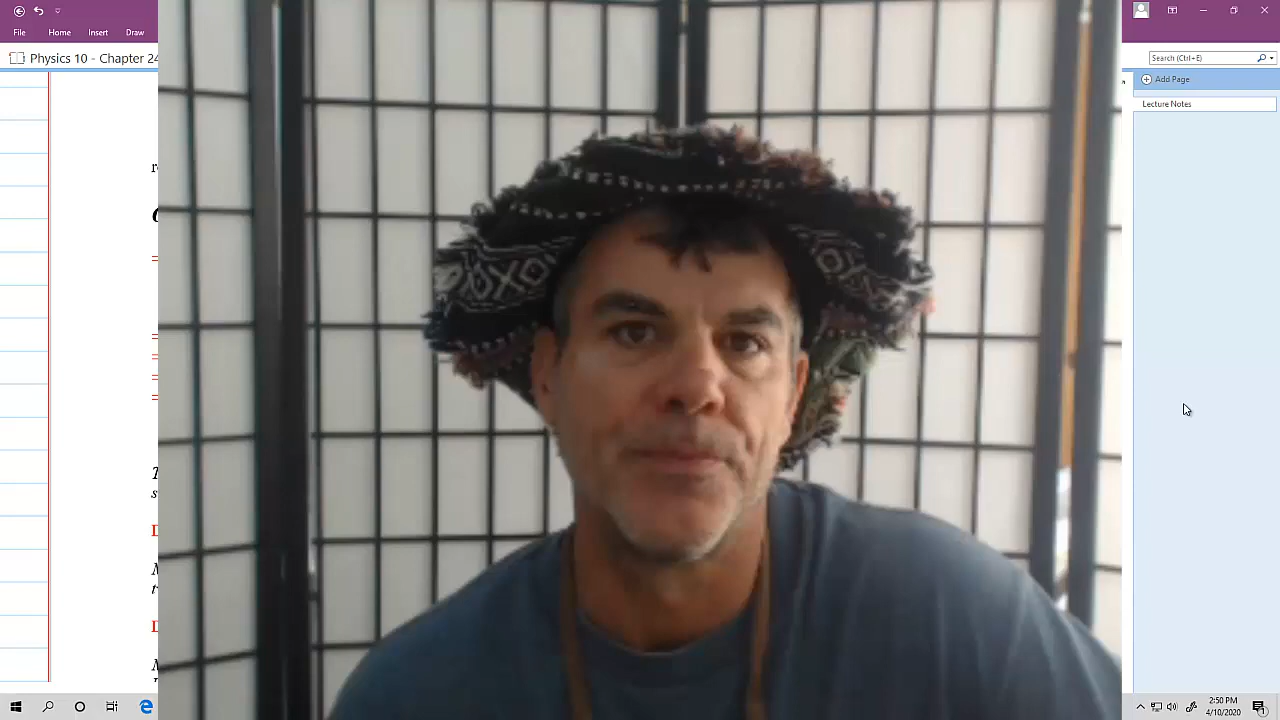 File Home Insert Draw
Physics 10 - Chapter 24
Search (Ctrl+E)
Add Page
Lecture Notes
2:50 PM
4/10/2020